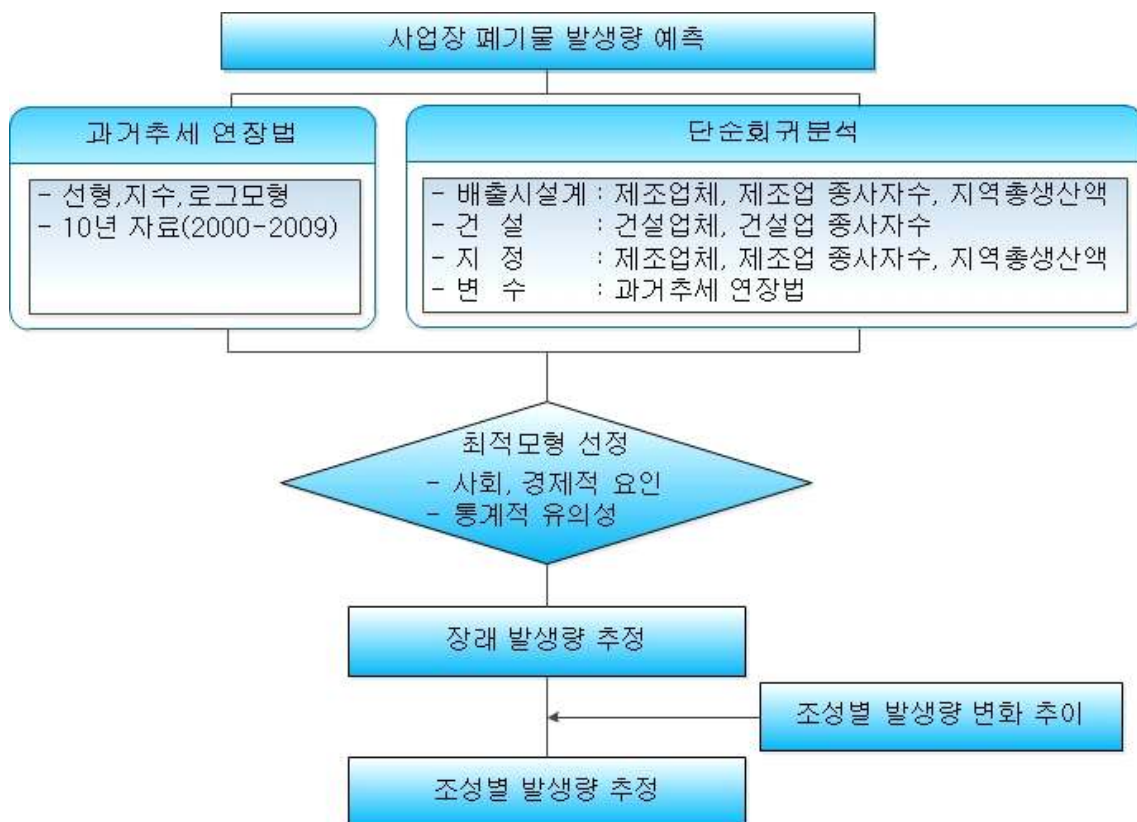 사업장 폐기물 발생량 예측
과거추세 연장법
- 선형,지수,로그모형
- 10년 자료(2000-2009)
단순회귀분석
- 배출시설계 : 제조업체, 제조업 종사자수, 지역총생산액
- 건 설 : 건설업체, 건설업 종사자수
- 지 정 : 제조업체, 제조업 종사자수, 지역총생산액
- 변 수 : 과거추세 연장법
최적모형 선정
- 사회, 경제적 요인
- 통계적 유의성
장래 발생량 추정
조성별 발생량 변화 추이
조성별 발생량 추정